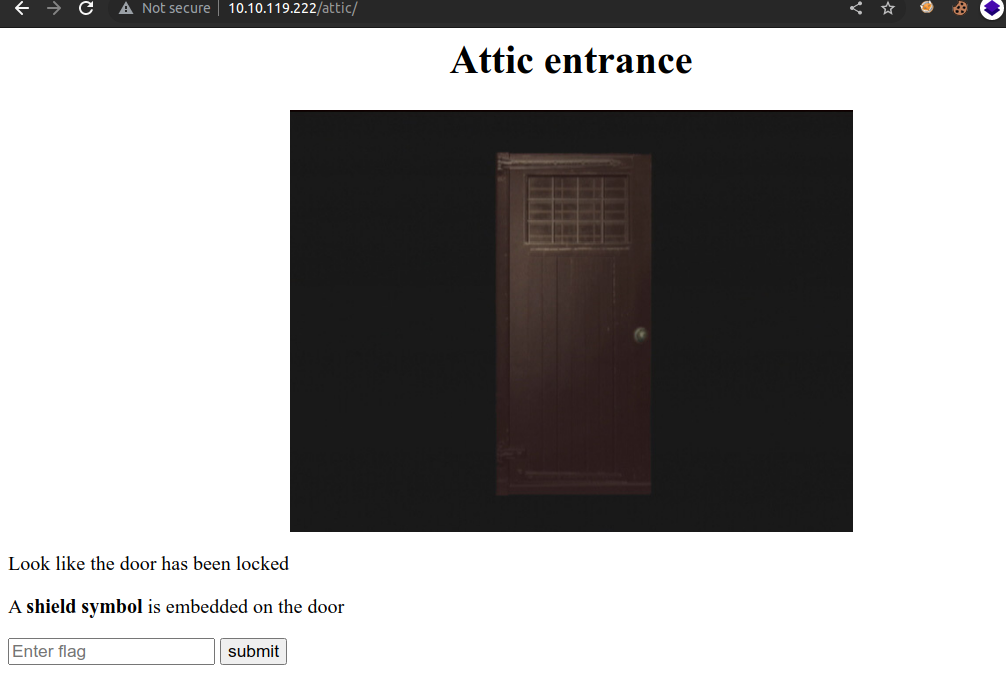 Not secure | 10.10.119.222/attic/
Attic entrance
Look like the door has been locked
A shield symbol is embedded on the door
Enter flag submit